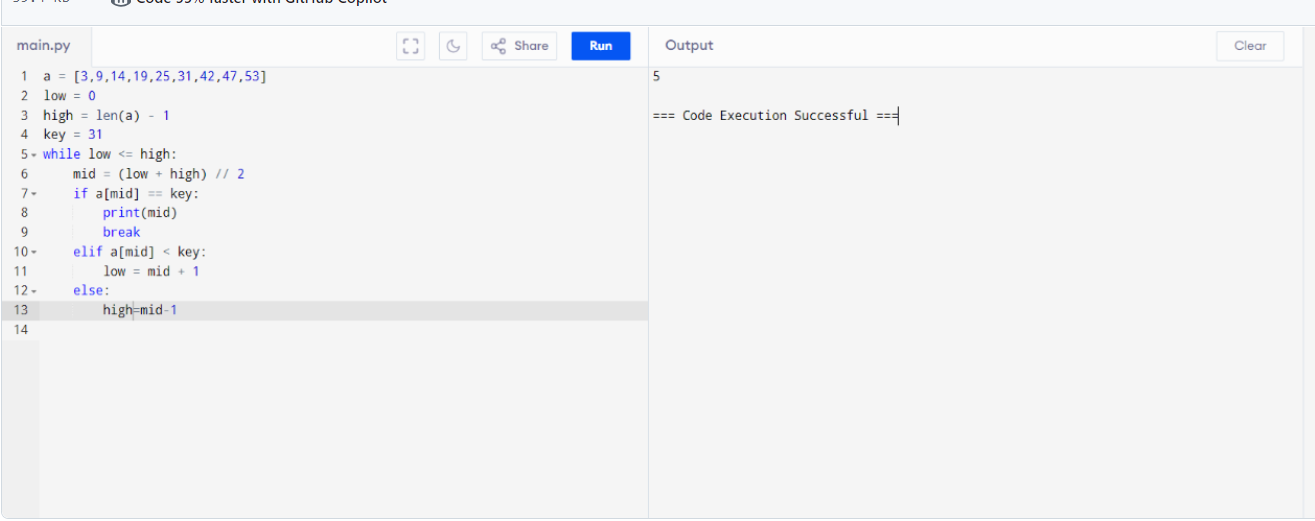 Code 55% faster with GitHub Copilot
main.py
Share
Run
Output
Clear
1 a = [3,9,14,19,25,31,42,47,53]
2 low = 0
3 high = len(a) - 1
4 key = 31
5 while low <= high:
6     mid = (low + high) // 2
7     if a[mid] == key:
8         print(mid)
9         break
10     elif a[mid] < key:
11         low = mid + 1
12     else:
13         high=mid-1
14
5
=== Code Execution Successful ===